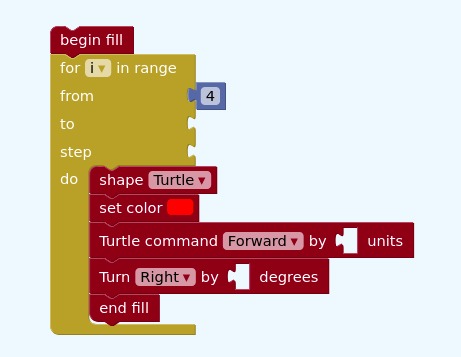 begin fill
for i in range
from 4
to
step
do shape Turtle
set color
Turtle command Forward by units
Turn Right by degrees
end fill